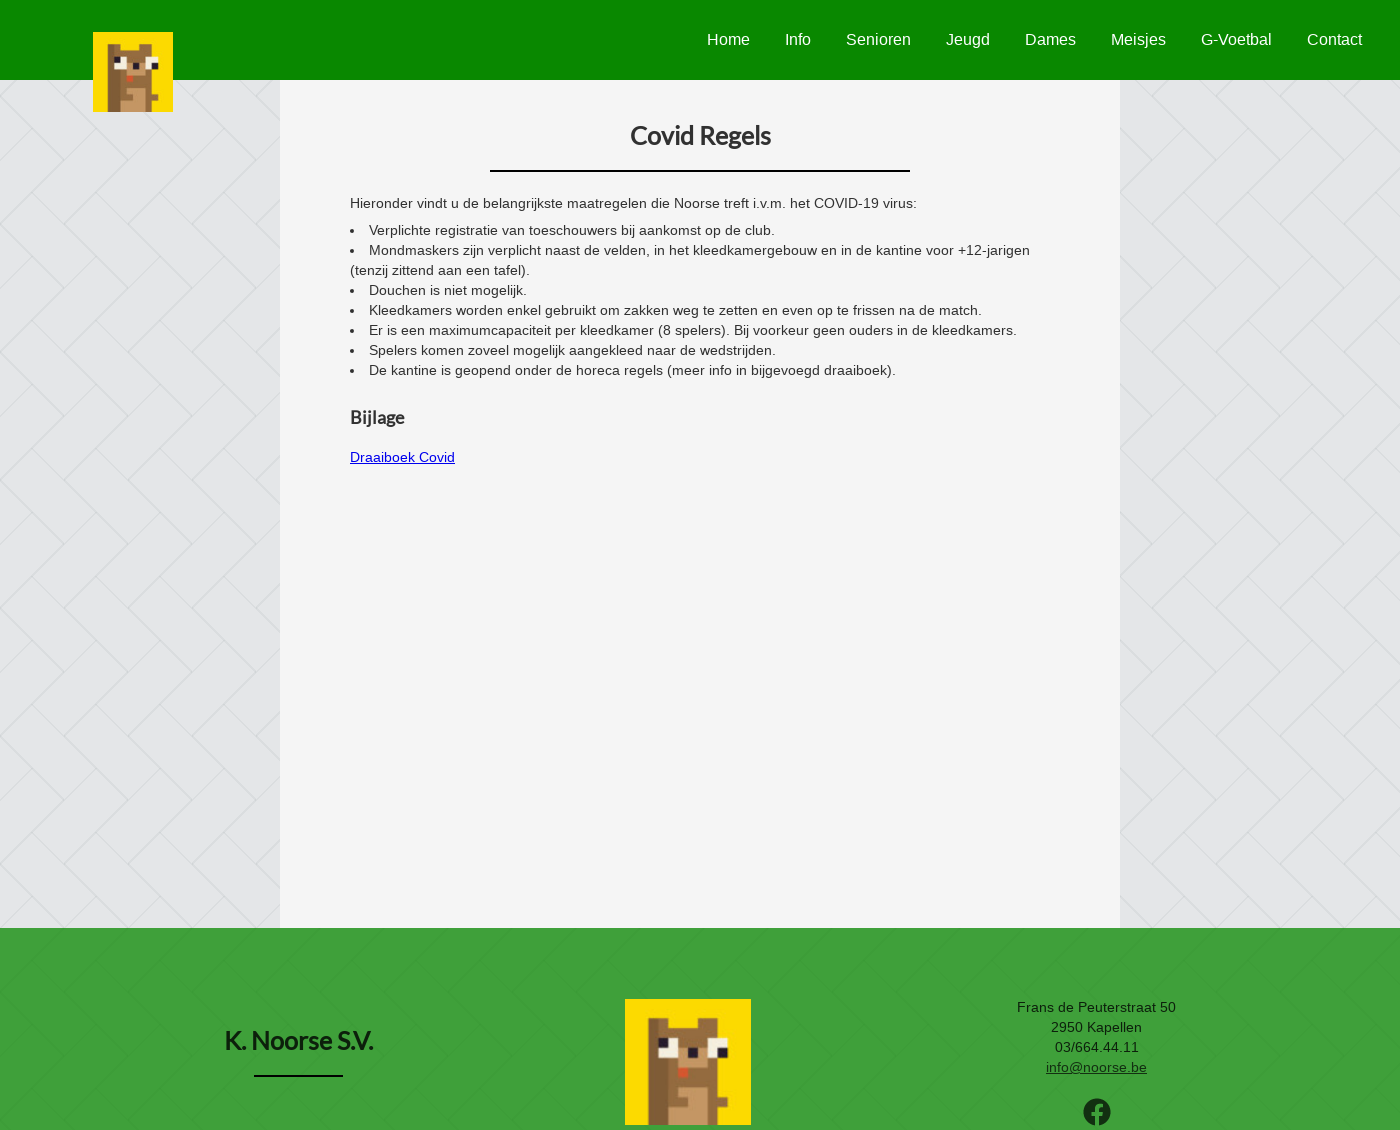 Home Info Senioren Jeugd Dames Meisjes G-Voetbal Contact
Covid Regels
Hieronder vindt u de belangrijkste maatregelen die Noorse treft i.v.m. het COVID-19 virus:
• Verplichte registratie van toeschouwers bij aankomst op de club.
• Mondmaskers zijn verplicht naast de velden, in het kleedkamergebouw en in de kantine voor +12-jarigen
(tenzij zittend aan een tafel).
• Douchen is niet mogelijk.
• Kleedkamers worden enkel gebruikt om zakken weg te zetten en even op te frissen na de match.
• Er is een maximumcapaciteit per kleedkamer (8 spelers). Bij voorkeur geen ouders in de kleedkamers.
• Spelers komen zoveel mogelijk aangekleed naar de wedstrijden.
• De kantine is geopend onder de horeca regels (meer info in bijgevoegd draaiboek).
Bijlage
Draaiboek Covid
K. Noorse S.V.
Frans de Peuterstraat 50
2950 Kapellen
03/664.44.11
info@noorse.be